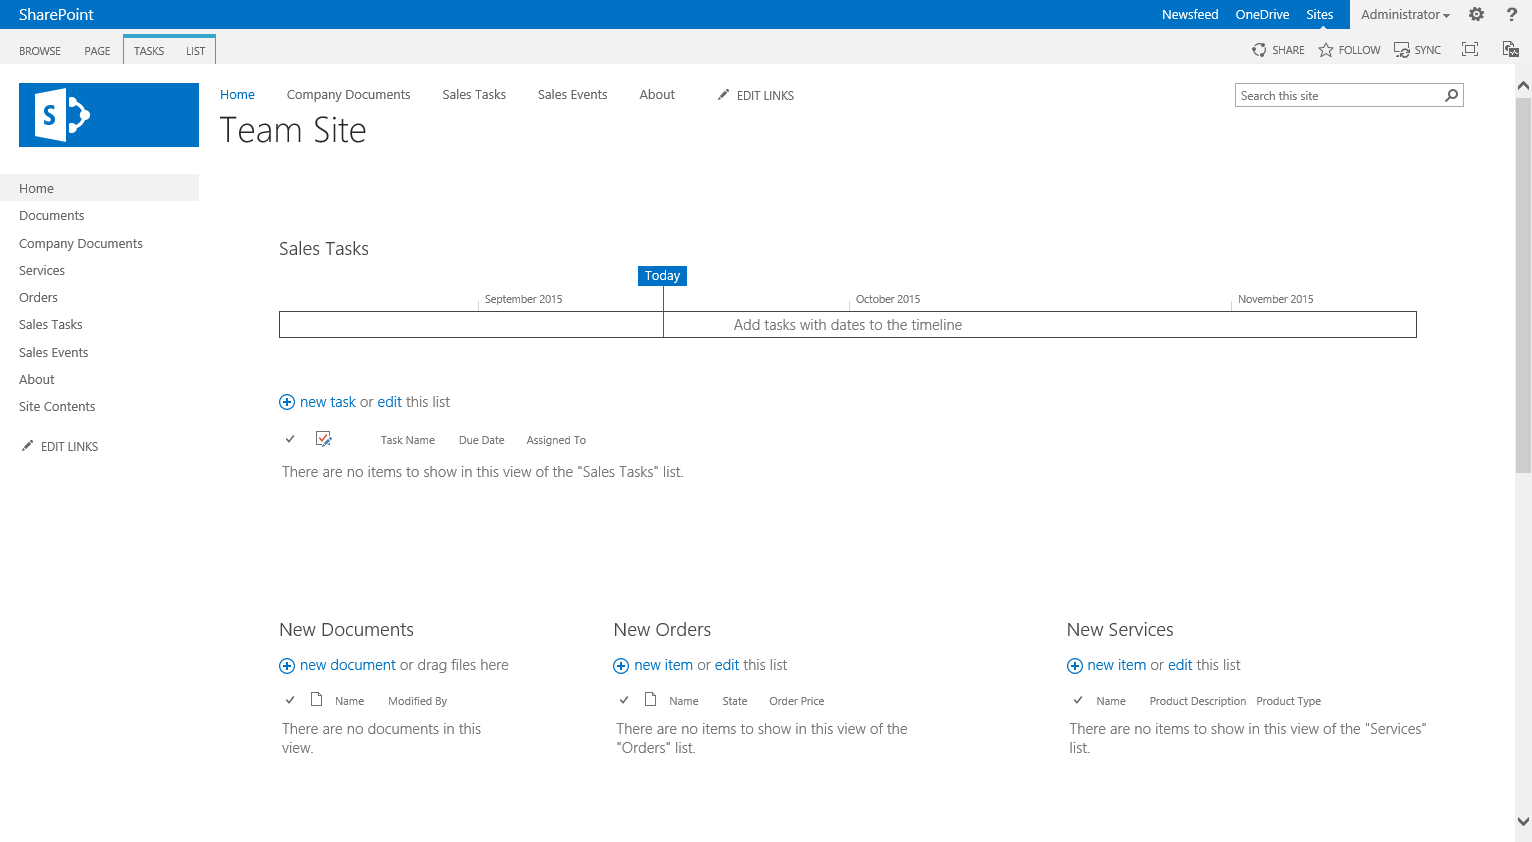 SharePoint
Newsfeed OneDrive Sites Administrator ?
BROWSE PAGE TASKS LIST
SHARE FOLLOW SYNC
S
Home Company Documents Sales Tasks Sales Events About EDIT LINKS
Search this site
Team Site
Home
Documents
Company Documents
Services
Orders
Sales Tasks
Sales Events
About
Site Contents
EDIT LINKS
Sales Tasks
Today
September 2015 October 2015 November 2015
Add tasks with dates to the timeline
new task or edit this list
Task Name Due Date Assigned To
There are no items to show in this view of the "Sales Tasks" list.
New Documents
new document or drag files here
Name Modified By
There are no documents in this
view.
New Orders
new item or edit this list
Name State Order Price
There are no items to show in this view of the
"Orders" list.
New Services
new item or edit this list
Name Product Description Product Type
There are no items to show in this view of the "Services"
list.